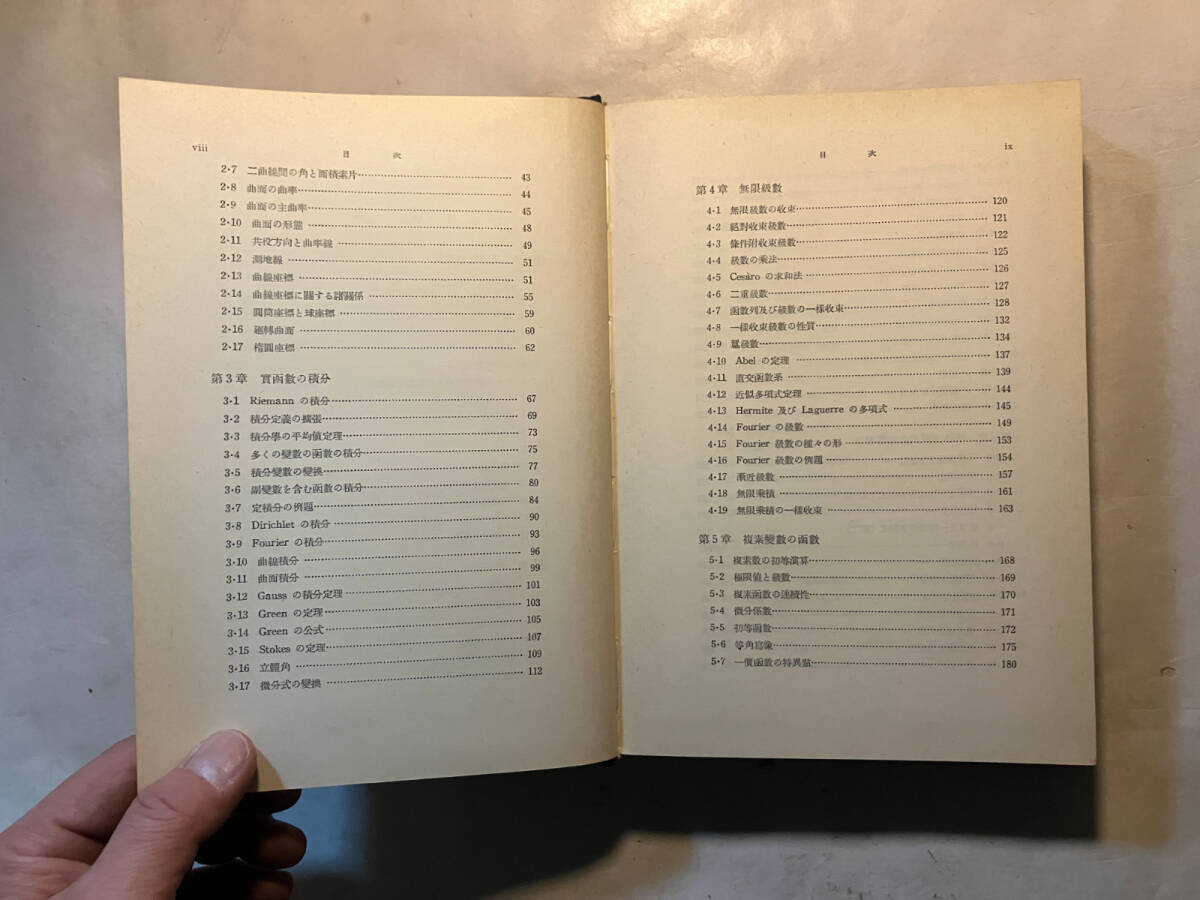 viii
目 次
2·7 二曲線間の角と面積素片 43
2·8 曲面の曲率 44
2·9 曲面の主曲率 45
2·10 曲面の形態 48
2·11 共役方向と曲率線 49
2·12 測地線 51
2·13 曲線座標 51
2·14 曲線座標に關する諸關係 55
2·15 圓筒座標と球座標 59
2·16 廻轉曲面 60
2·17 楕圓座標 62
第3章 實函數の積分
3·1 Riemann の積分 67
3·2 積分定義の擴張 69
3·3 積分學の平均値定理 73
3·4 多くの變數の函數の積分 75
3·5 積分變數の變換 77
3·6 副變數を含む函數の積分 80
3·7 定積分の例題 84
3·8 Dirichlet の積分 90
3·9 Fourier の積分 93
3·10 曲線積分 96
3·11 曲面積分 99
3·12 Gauss の積分定理 101
3·13 Green の定理 103
3·14 Green の公式 105
3·15 Stokes の定理 107
3·16 立體角 109
3·17 微分式の變換 112
目 次
ix
第4章 無限級數
4·1 無限級數の收束 120
4·2 絕對收束級數 121
4·3 條件附收束級數 122
4·4 級數の乘法 125
4·5 Cesàro の求和法 126
4·6 二重級數 127
4·7 函數列及び級數の一樣收束 128
4·8 一樣收束級數の性質 132
4·9 羃級數 134
4·10 Abel の定理 137
4·11 直交函數系 139
4·12 近似多項式定理 144
4·13 Hermite 及び Laguerre の多項式 145
4·14 Fourier の級數 149
4·15 Fourier 級數の種々の形 153
4·16 Fourier 級數の例題 154
4·17 漸近級數 157
4·18 無限乘積 161
4·19 無限乘積の一樣收束 163
第5章 複素變數の函數
5·1 複素數の初等演算 168
5·2 極限値と級數 169
5·3 複素函數の連續性 170
5·4 微分係數 171
5·5 初等函數 172
5·6 等角寫像 175
5·7 一價函數の特異點 180